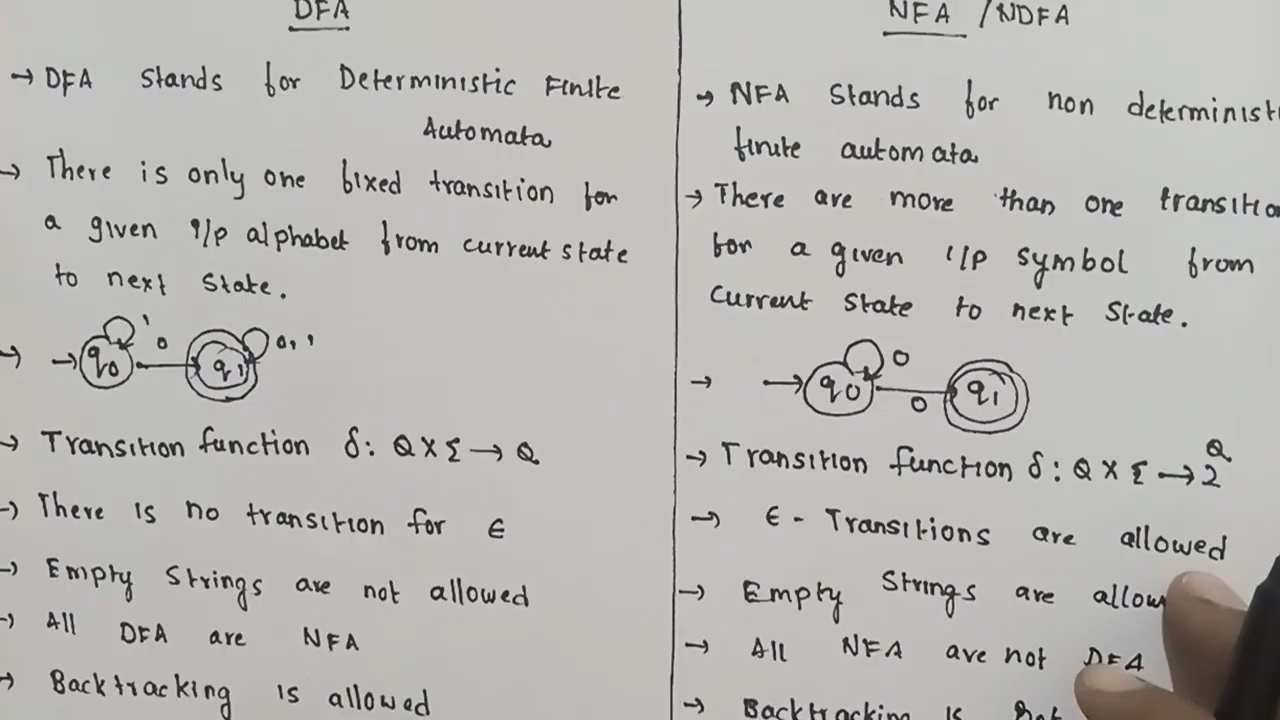 DFA
→ DFA stands for Deterministic Finite
Automata
→ There is only one fixed transition for
a given i/p alphabet from current state
to next state.
→ → q0 1 0 q1 0,1
→ Transition function δ: Q X Σ → Q
→ There is no transition for ε
→ Empty Strings are not allowed
→ All DFA are NFA
→ Backtracking is allowed
NFA / NDFA
→ NFA stands for non determinist
finite automata
→ There are more than one transitio
for a given i/p symbol from
current state to next state.
→ → q0 0 0 q1
→ Transition function δ: Q X Σ → 2^Q
→ ε - Transitions are allowed
→ Empty Strings are allow
→ All NFA are not DFA
→ Backtracking is